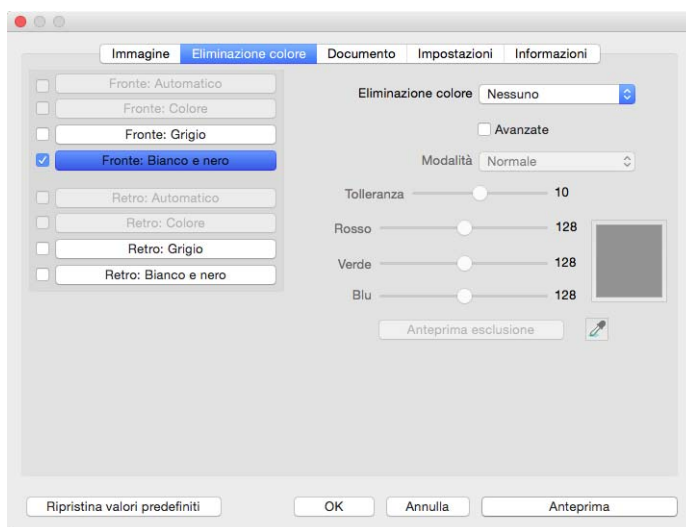 Immagine Eliminazione colore Documento Impostazioni Informazioni
Fronte: Automatico
Fronte: Colore
Fronte: Grigio
Fronte: Bianco e nero
Retro: Automatico
Retro: Colore
Retro: Grigio
Retro: Bianco e nero
Eliminazione colore Nessuno
Avanzate
Modalità Normale
Tolleranza 10
Rosso 128
Verde 128
Blu 128
Anteprima esclusione
Ripristina valori predefiniti OK Annulla Anteprima